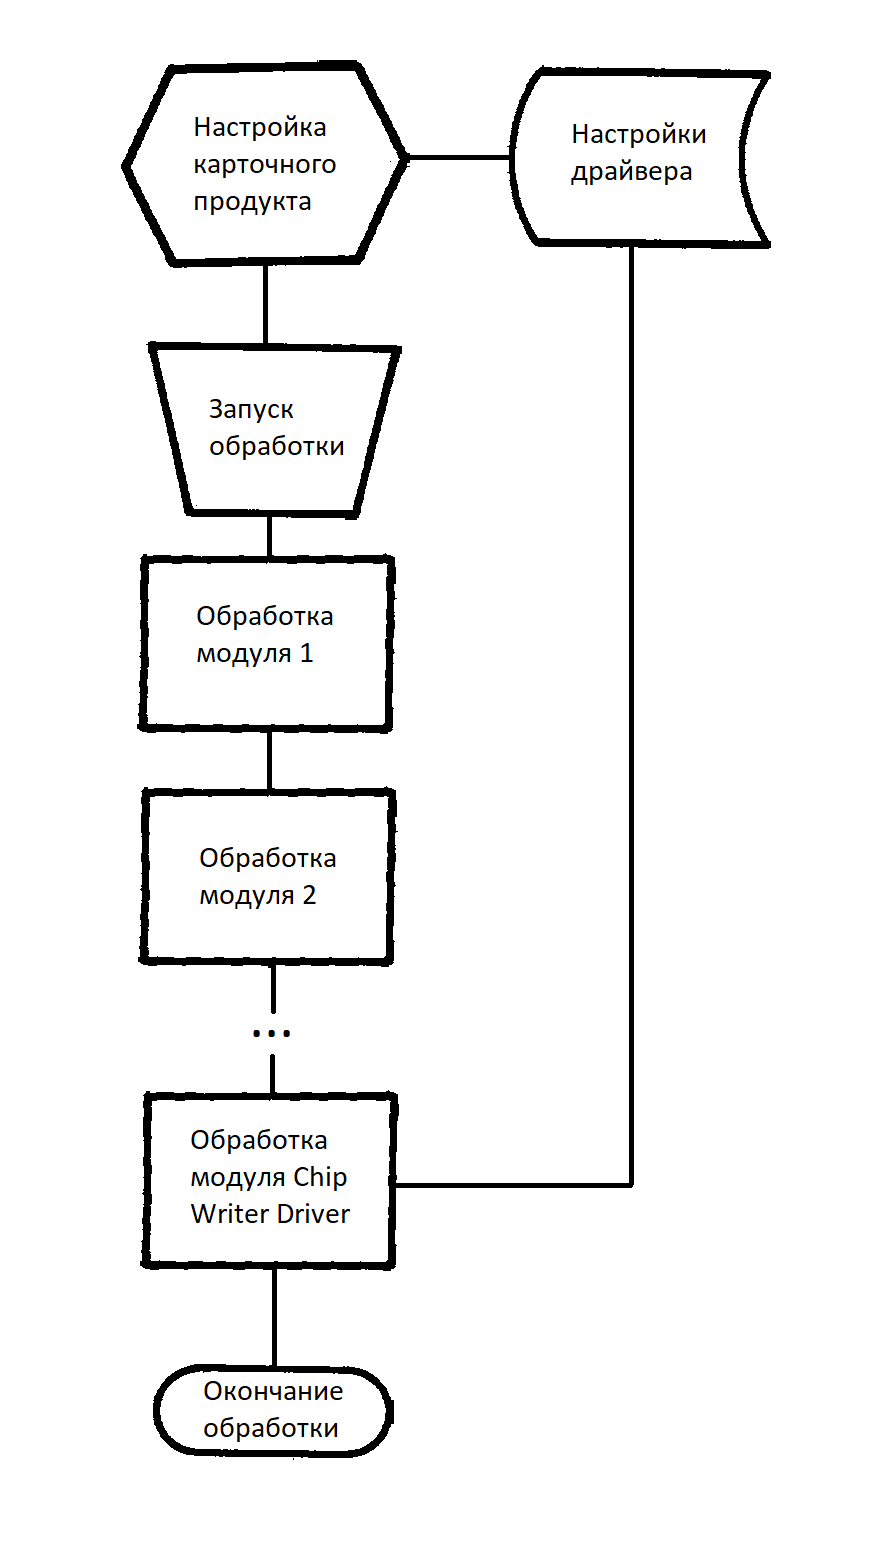 Настройка
карточного
продукта
Настройки
драйвера
Запуск
обработки
Обработка
модуля 1
Обработка
модуля 2
...
Обработка
модуля Chip
Writer Driver
Окончание
обработки